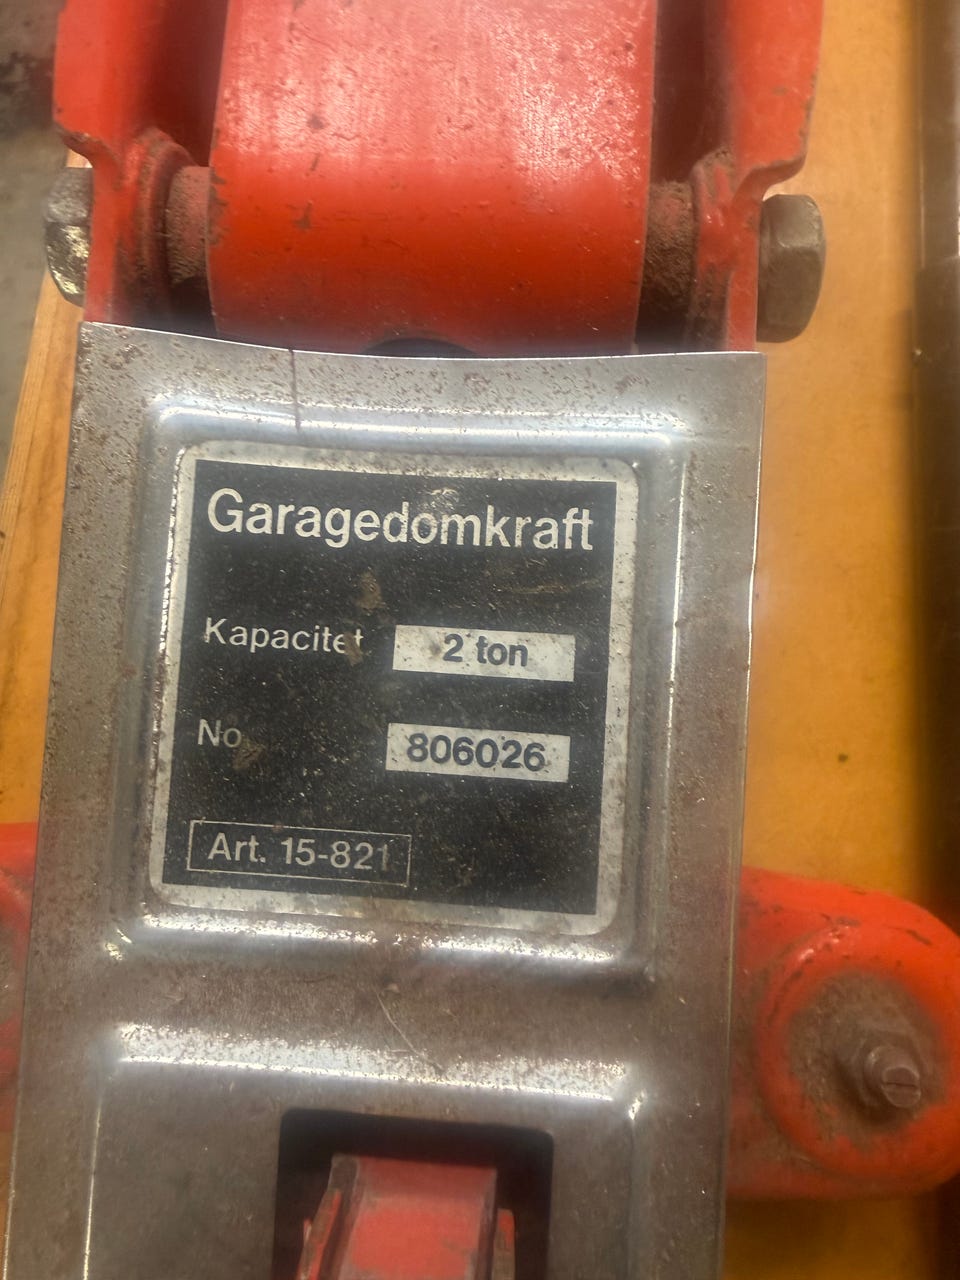 Garagedomkraft
Kapacitet 2 ton
No 806026
Art. 15-821